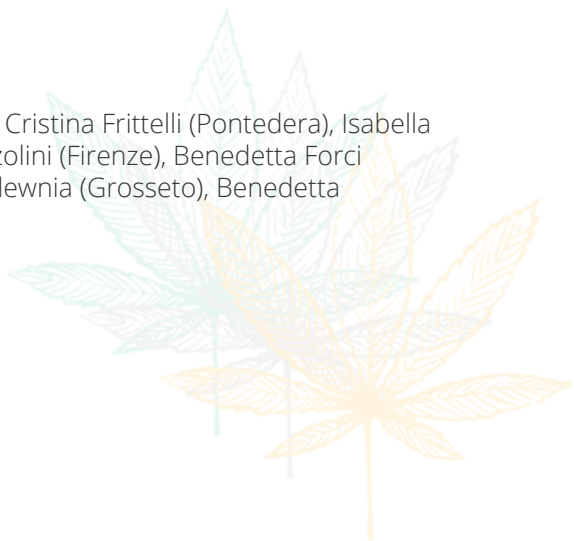 Cristina Frittelli (Pontedera), Isabella
(Firenze), Benedetta Forci
(Grosseto), Benedetta